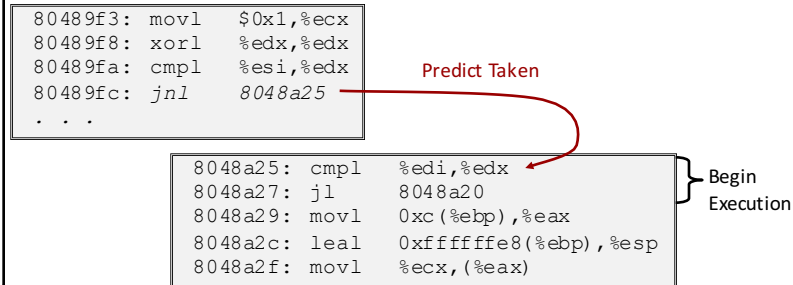 80489f3: movl $0x1,%ecx
80489f8: xorl %edx,%edx
80489fa: cmpl %esi,%edx
80489fc: jnl 8048a25
. . .
Predict Taken
8048a25: cmpl %edi,%edx
8048a27: jl 8048a20
8048a29: movl 0xc(%ebp),%eax
8048a2c: leal 0xffffffe8(%ebp),%esp
8048a2f: movl %ecx,(%eax)
Begin
Execution